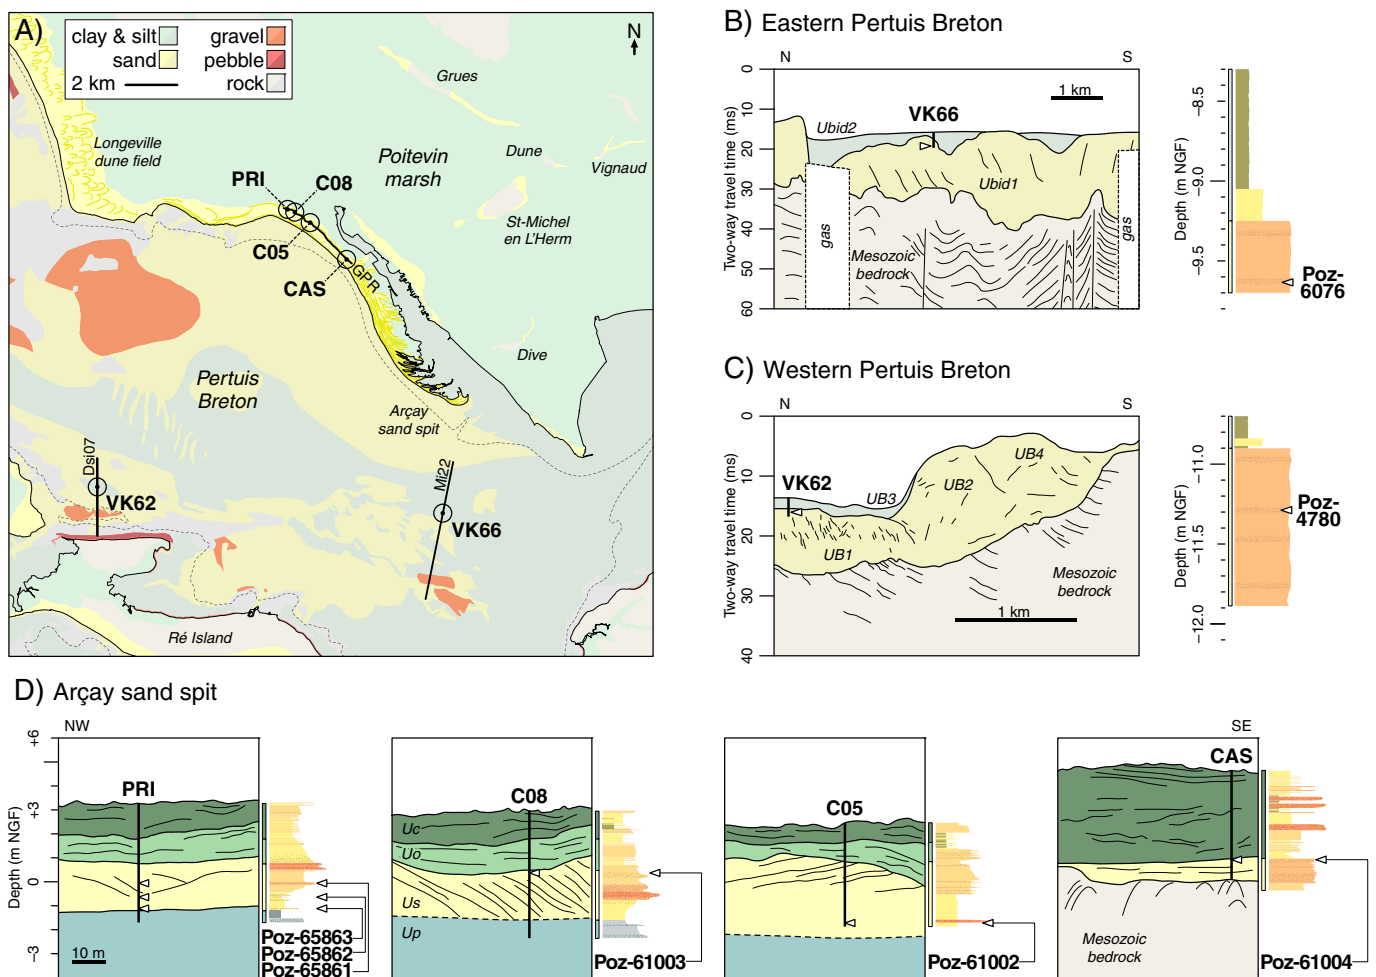 A)
clay & silt
gravel
sand
pebble
2 km
rock
N
Grues
Longeville
dune field
Poitevin
marsh
Dune
Vignaud
PRI
C08
St-Michel
en L'Herm
C05
CAS
GPR
Dive
Pertuis
Breton
Arçay
sand spit
Dsi07
VK62
Mi22
VK66
Ré Island
B) Eastern Pertuis Breton
N
S
1 km
VK66
Ubid2
Ubid1
gas
gas
Mesozoic
bedrock
Two-way travel time (ms)
0
10
20
30
40
50
60
Depth (m NGF)
−8.5
−9.0
−9.5
Poz-
6076
C) Western Pertuis Breton
N
S
VK62
UB3
UB2
UB4
UB1
Mesozoic
bedrock
1 km
Two-way travel time (ms)
0
10
20
30
40
Depth (m NGF)
−11.0
−11.5
−12.0
Poz-
4780
D) Arçay sand spit
NW
SE
Depth (m NGF)
+6
+3
0
−3
PRI
10 m
Poz-65863
Poz-65862
Poz-65861
C08
Uc
Uo
Us
Up
Poz-61003
C05
Poz-61002
CAS
Mesozoic
bedrock
Poz-61004